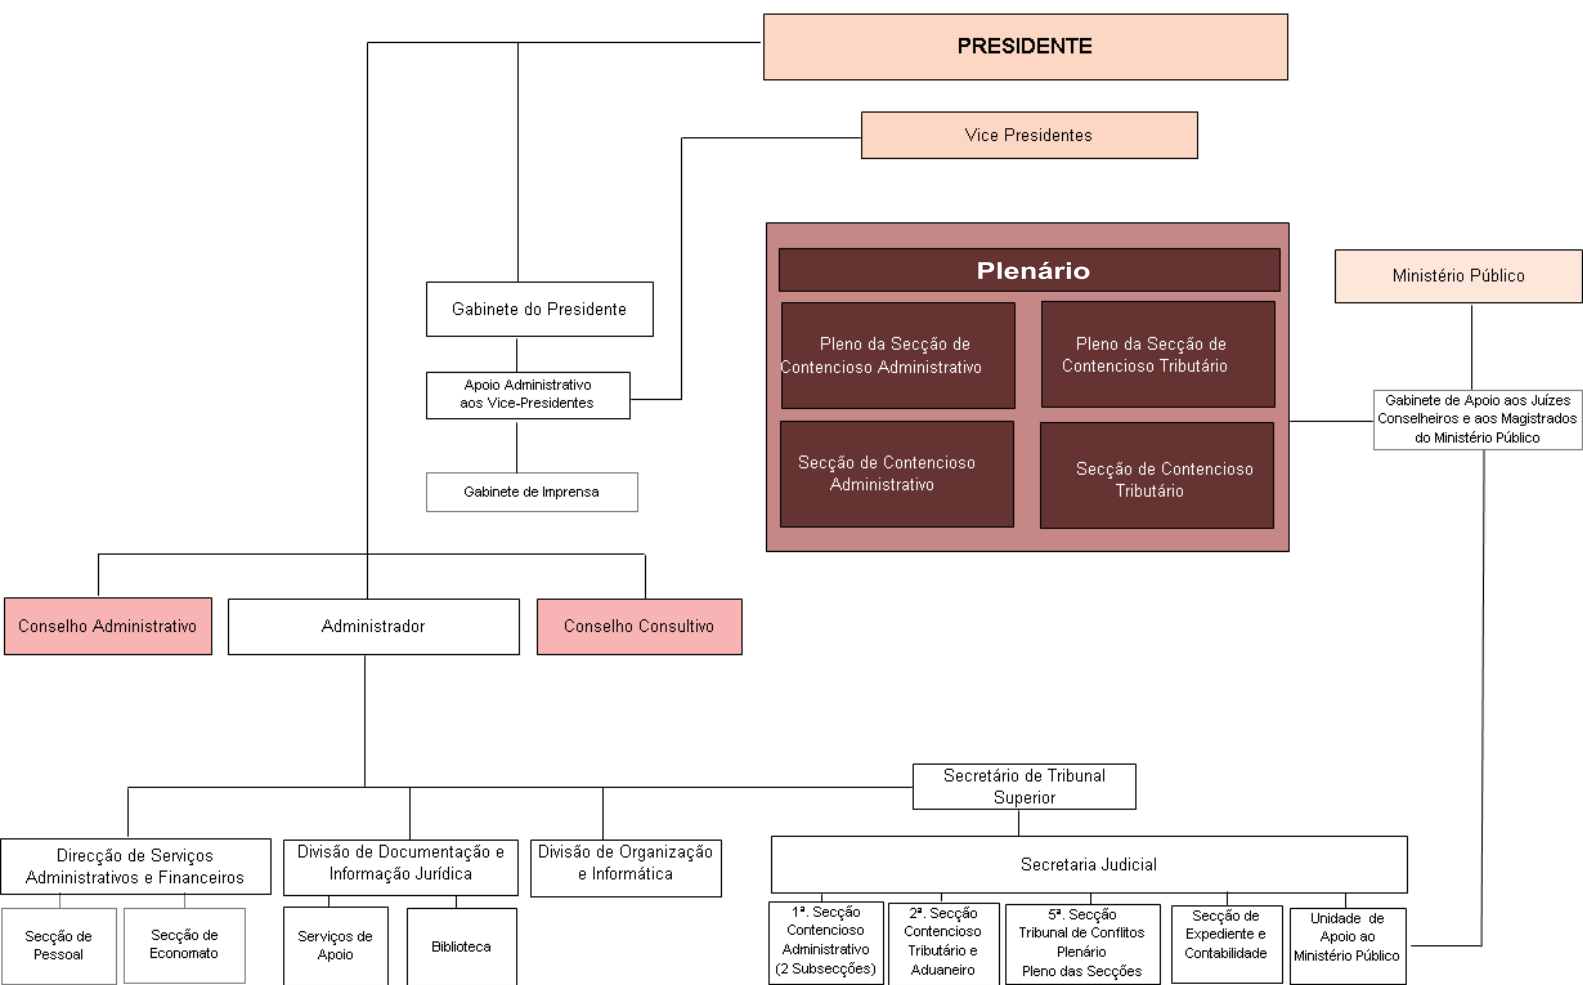 PRESIDENTE
Vice Presidentes
Plenário
Ministério Público
Gabinete do Presidente
Pleno da Secção de
Contencioso Administrativo
Pleno da Secção de
Contencioso Tributário
Apoio Administrativo
aos Vice-Presidentes
Gabinete de Apoio aos Juízes
Conselheiros e aos Magistrados
do Ministério Público
Secção de Contencioso
Administrativo
Secção de Contencioso
Tributário
Gabinete de Imprensa
Conselho Administrativo
Administrador
Conselho Consultivo
Secretário de Tribunal
Superior
Direcção de Serviços
Administrativos e Financeiros
Divisão de Documentação e
Informação Jurídica
Divisão de Organização
e Informática
Secretaria Judicial
Secção de
Pessoal
Secção de
Economato
Serviços de
Apoio
Biblioteca
1ª. Secção
Contencioso
Administrativo
(2 Subsecções)
2ª. Secção
Contencioso
Tributário e
Aduaneiro
5ª. Secção
Tribunal de Conflitos
Plenário
Pleno das Secções
Secção de
Expediente e
Contabilidade
Unidade de
Apoio ao
Ministério Público